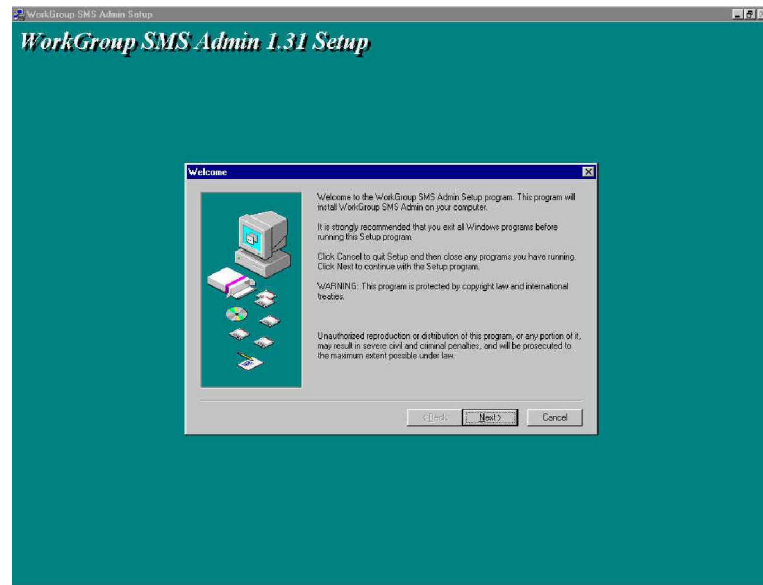 WorkGroup SMS Admin Setup
WorkGroup SMS Admin 1.31 Setup
Welcome
Welcome to the WorkGroup SMS Admin Setup program. This program will
install WorkGroup SMS Admin on your computer.
It is strongly recommended that you exit all Windows programs before
running this Setup program.
Click Cancel to quit Setup and then close any programs you have running.
Click Next to continue with the Setup program.
WARNING: This program is protected by copyright law and international
treaties.
Unauthorized reproduction or distribution of this program, or any portion of it,
may result in severe civil and criminal penalties, and will be prosecuted to
the maximum extent possible under law.
< Back
Next >
Cancel